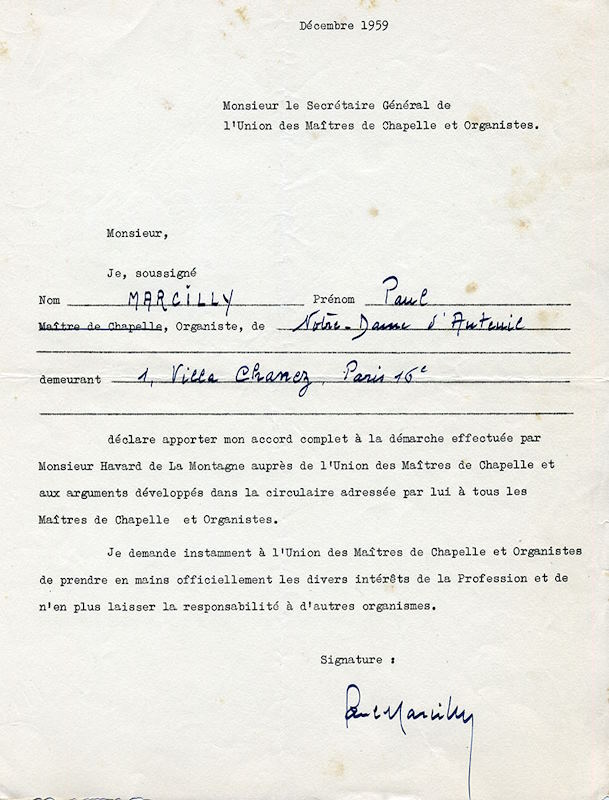 Décembre 1959
Monsieur le Secrétaire Général de
l'Union des Maîtres de Chapelle et Organistes.
Monsieur,
Je, soussigné
Nom MARCILLY Prénom Paul
Maître de Chapelle, Organiste, de Notre-Dame d'Auteuil
demeurant 1, Villa Chanez, Paris 16e
déclare apporter mon accord complet à la démarche effectuée par
Monsieur Havard de La Montagne auprès de l'Union des Maîtres de Chapelle et
aux arguments développés dans la circulaire adressée par lui à tous les
Maîtres de Chapelle et Organistes.
Je demande instamment à l'Union des Maîtres de Chapelle et Organistes
de prendre en mains officiellement les divers intérêts de la Profession et de
n'en plus laisser la responsabilité à d'autres organismes.
Signature :
Paul Marcilly